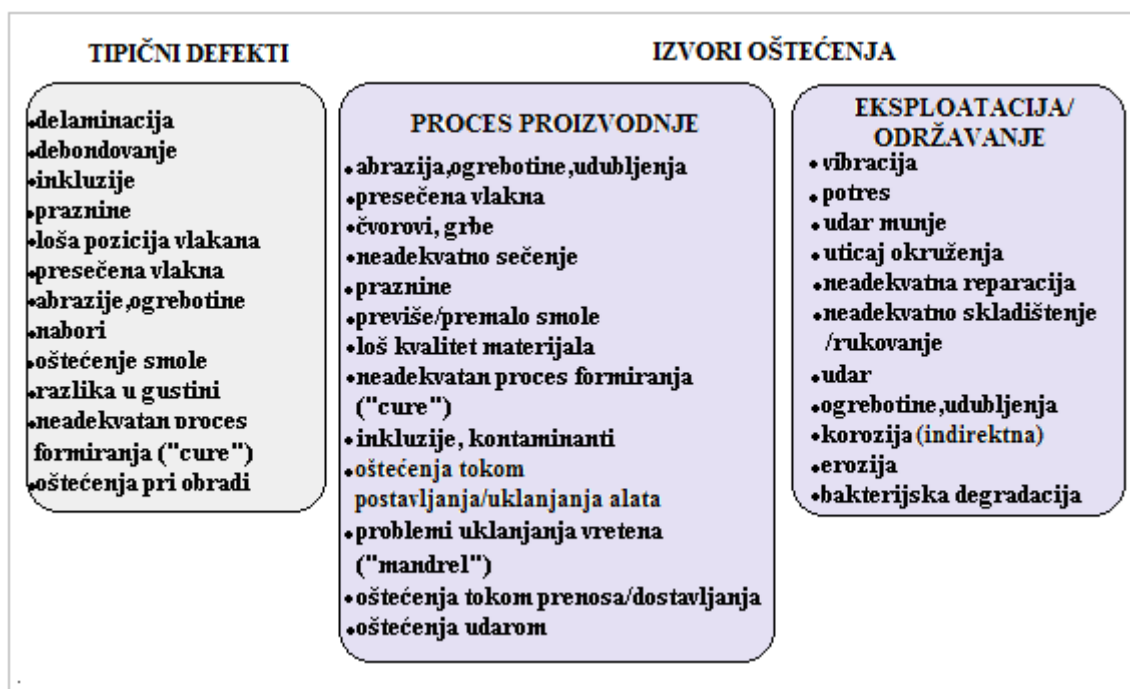 TIPIČNI DEFEKTI
IZVORI OŠTEĆENJA
•delaminacija
•debondovanje
•inkluzije
•praznine
•loša pozicija vlakana
•presečena vlakna
•abrazije,ogrebotine
•nabori
•oštećenje smole
•razlika u gustini
•neadekvatan proces
formiranja ("cure")
•oštećenja pri obradi
PROCES PROIZVODNJE
•abrazija,ogrebotine,udubljenja
•presečena vlakna
•čvorovi, grbe
•neadekvatno sečenje
•praznine
•previše/premalo smole
•loš kvalitet materijala
•neadekvatan proces formiranja
("cure")
•inkluzije, kontaminanti
•oštećenja tokom
postavljanja/uklanjanja alata
•problemi uklanjanja vretena
("mandrel")
•oštećenja tokom prenosa/dostavljanja
•oštećenja udarom
EKSPLOATACIJA/
ODRŽAVANJE
•vibracija
•potres
•udar munje
•uticaj okruženja
•neadekvatna reparacija
•neadekvatno skladištenje
/rukovanje
•udar
•ogrebotine,udubljenja
•korozija (indirektna)
•erozija
•bakterijska degradacija